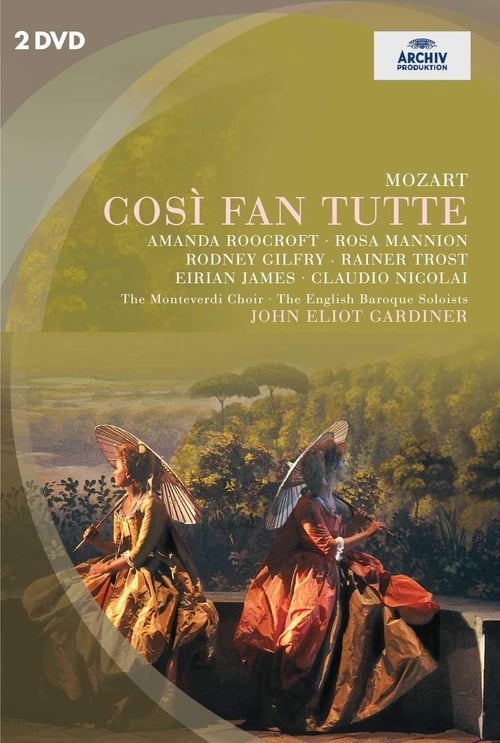 2 DVD
ARCHIV
PRODUKTION
MOZART
COSÌ FAN TUTTE
AMANDA ROOCROFT · ROSA MANNION
RODNEY GILFRY · RAINER TROST
EIRIAN JAMES · CLAUDIO NICOLAI
The Monteverdi Choir · The English Baroque Soloists
JOHN ELIOT GARDINER